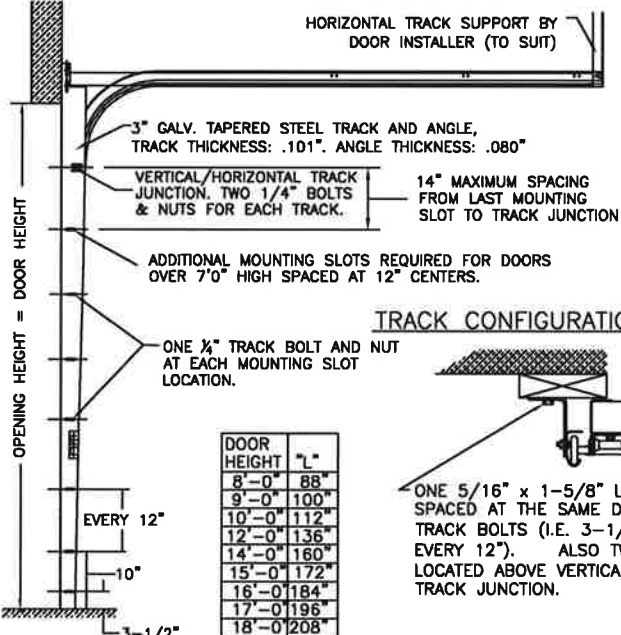 HORIZONTAL TRACK SUPPORT BY
DOOR INSTALLER (TO SUIT)
3" GALV. TAPERED STEEL TRACK AND ANGLE,
TRACK THICKNESS: .101". ANGLE THICKNESS: .080"
VERTICAL/HORIZONTAL TRACK
JUNCTION. TWO 1/4" BOLTS
& NUTS FOR EACH TRACK.
14" MAXIMUM SPACING
FROM LAST MOUNTING
SLOT TO TRACK JUNCTION
ADDITIONAL MOUNTING SLOTS REQUIRED FOR DOORS
OVER 7'0" HIGH SPACED AT 12" CENTERS.
OPENING HEIGHT = DOOR HEIGHT
ONE ¼" TRACK BOLT AND NUT
AT EACH MOUNTING SLOT
LOCATION.
EVERY 12"
10"
3-1/2"
DOOR HEIGHT "L"
8'-0" 88"
9'-0" 100"
10'-0" 112"
12'-0" 136"
14'-0" 160"
15'-0" 172"
16'-0" 184"
17'-0" 196"
18'-0" 208"
TRACK CONFIGURATIO
ONE 5/16" x 1-5/8" L
SPACED AT THE SAME D
TRACK BOLTS (I.E. 3-1/
EVERY 12"). ALSO TW
LOCATED ABOVE VERTICA
TRACK JUNCTION.